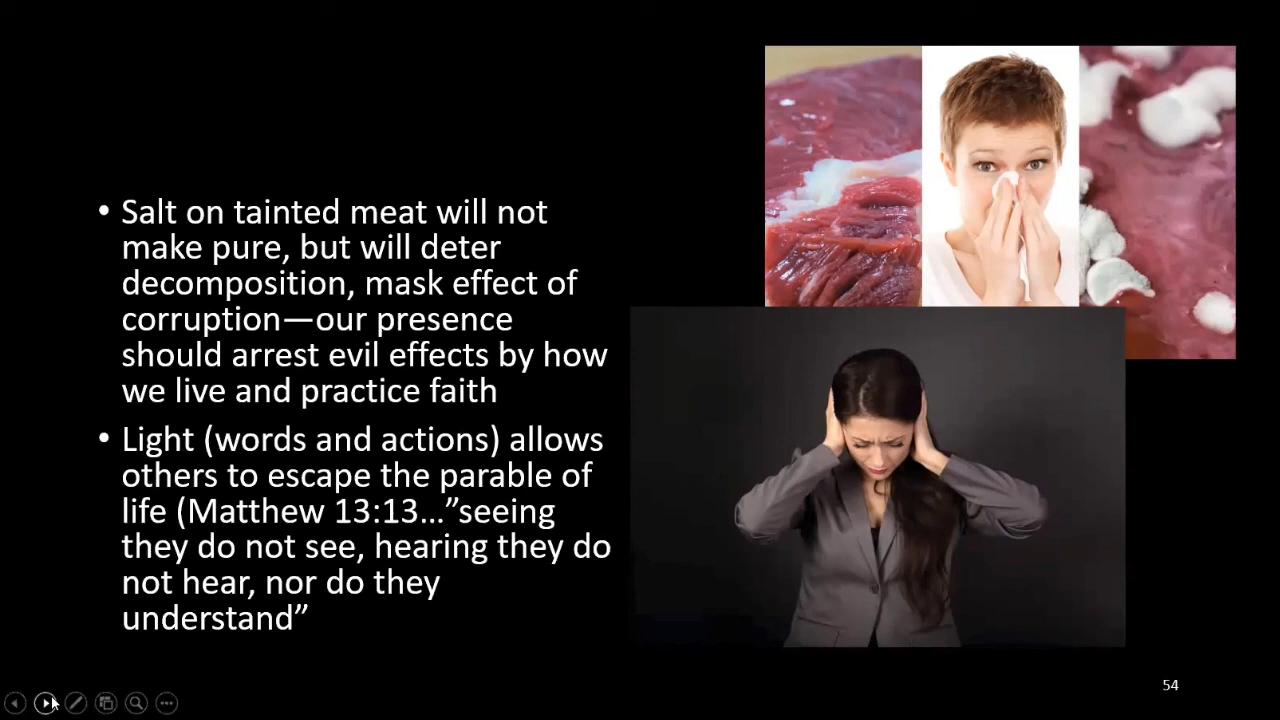 • Salt on tainted meat will not
make pure, but will deter
decomposition, mask effect of
corruption—our presence
should arrest evil effects by how
we live and practice faith
• Light (words and actions) allows
others to escape the parable of
life (Matthew 13:13…”seeing
they do not see, hearing they do
not hear, nor do they
understand”
54